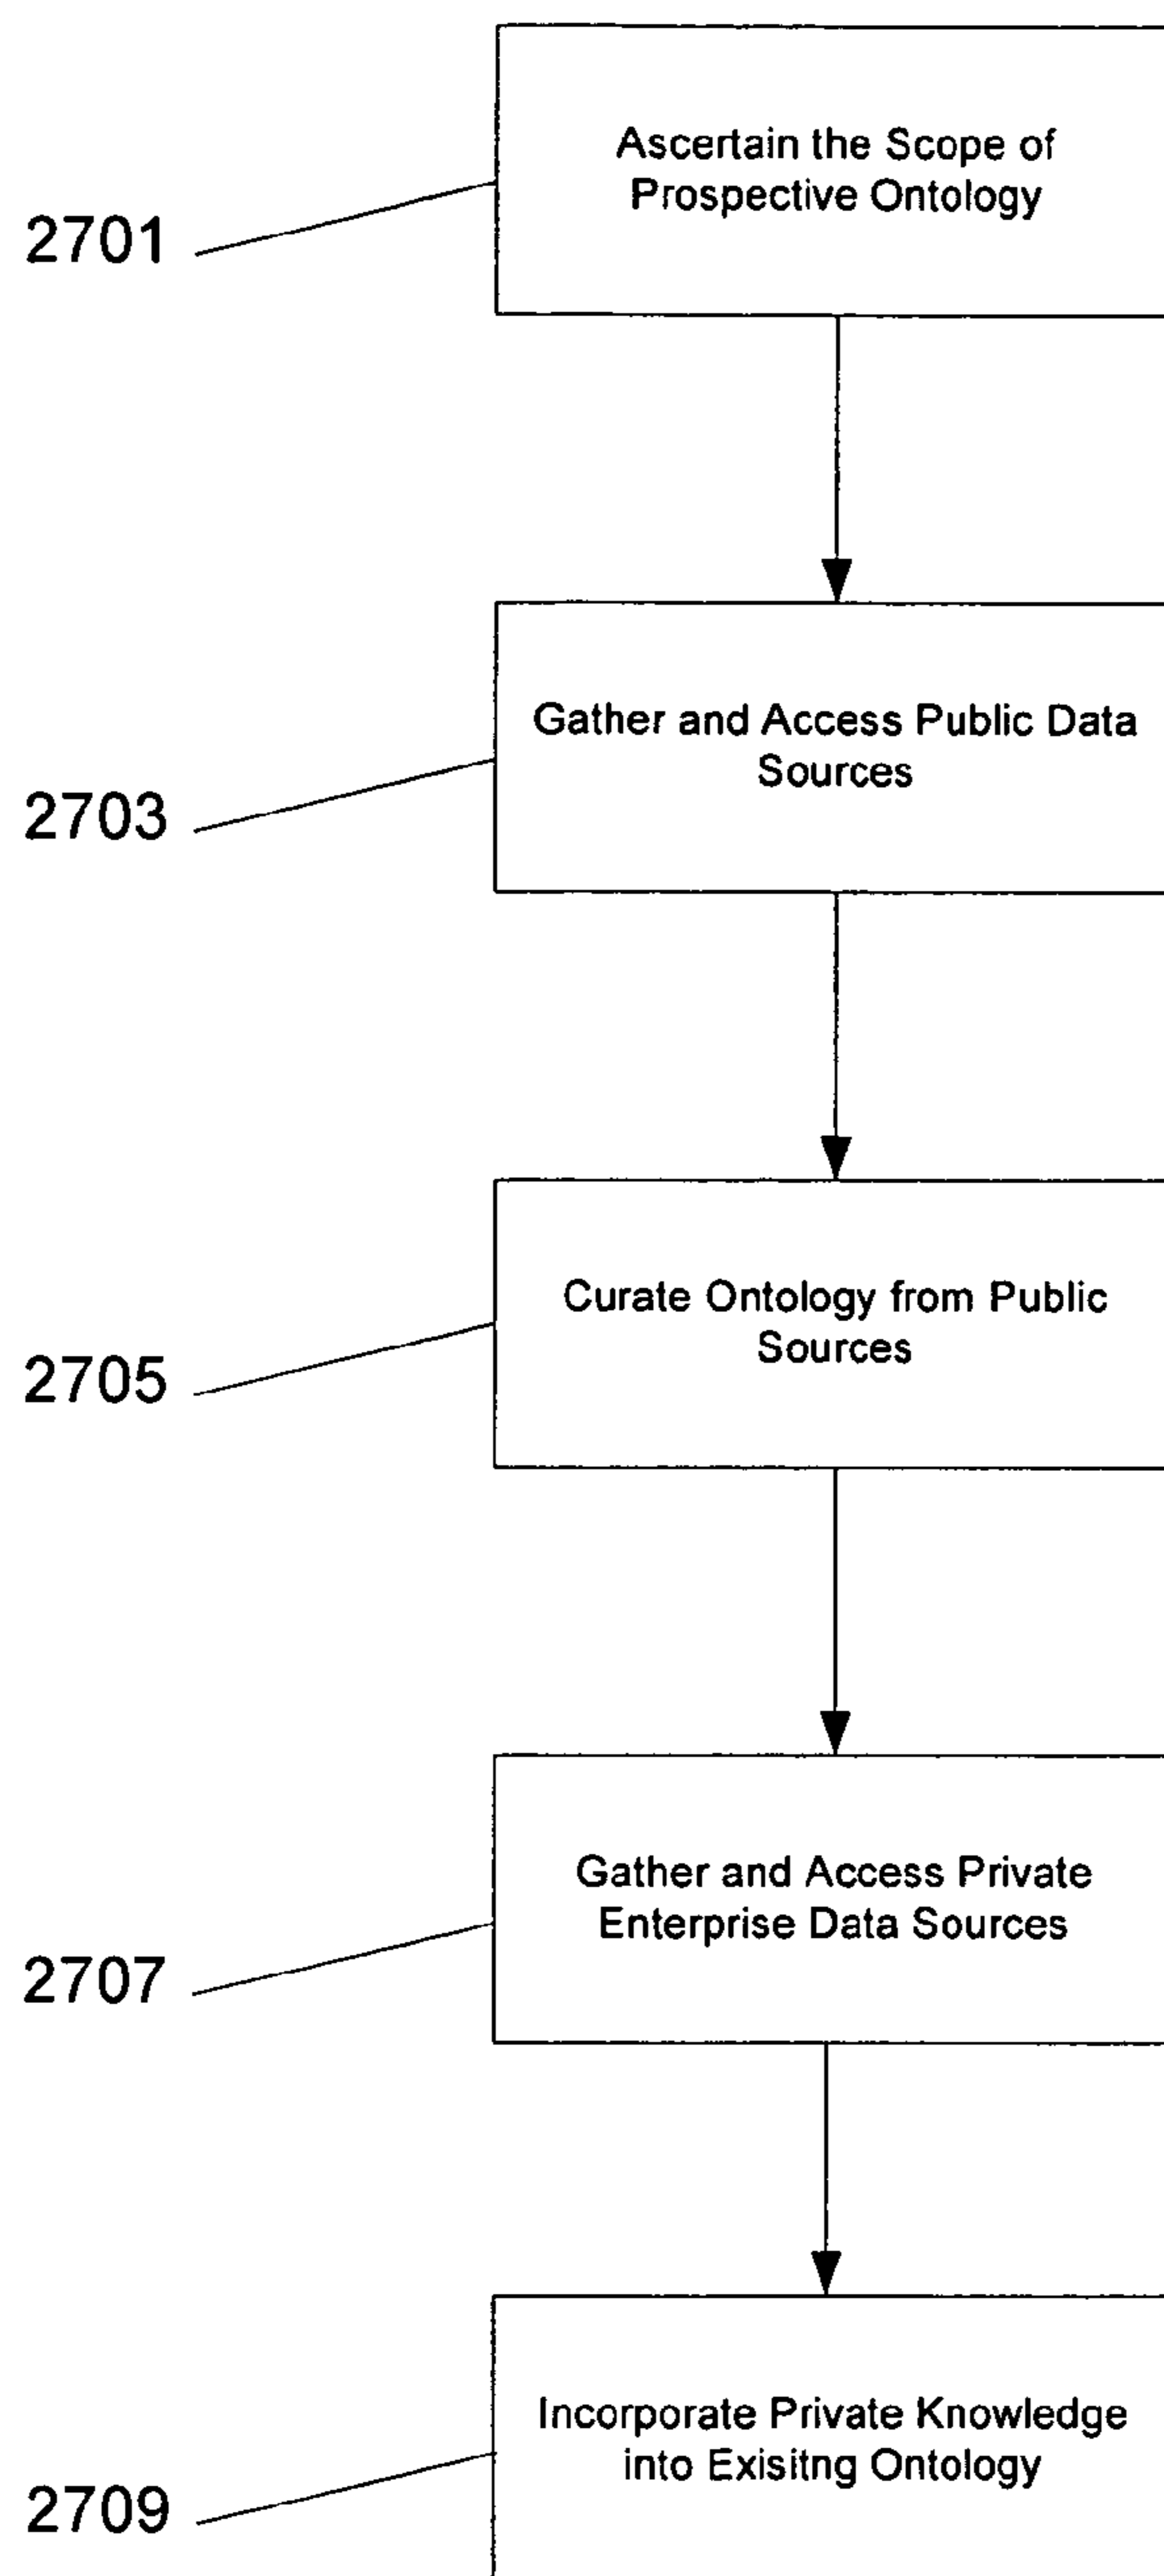 Ascertain the Scope of
Prospective Ontology
2701
Gather and Access Public Data
Sources
2703
Curate Ontology from Public
Sources
2705
Gather and Access Private
Enterprise Data Sources
2707
Incorporate Private Knowledge
into Exisitng Ontology
2709